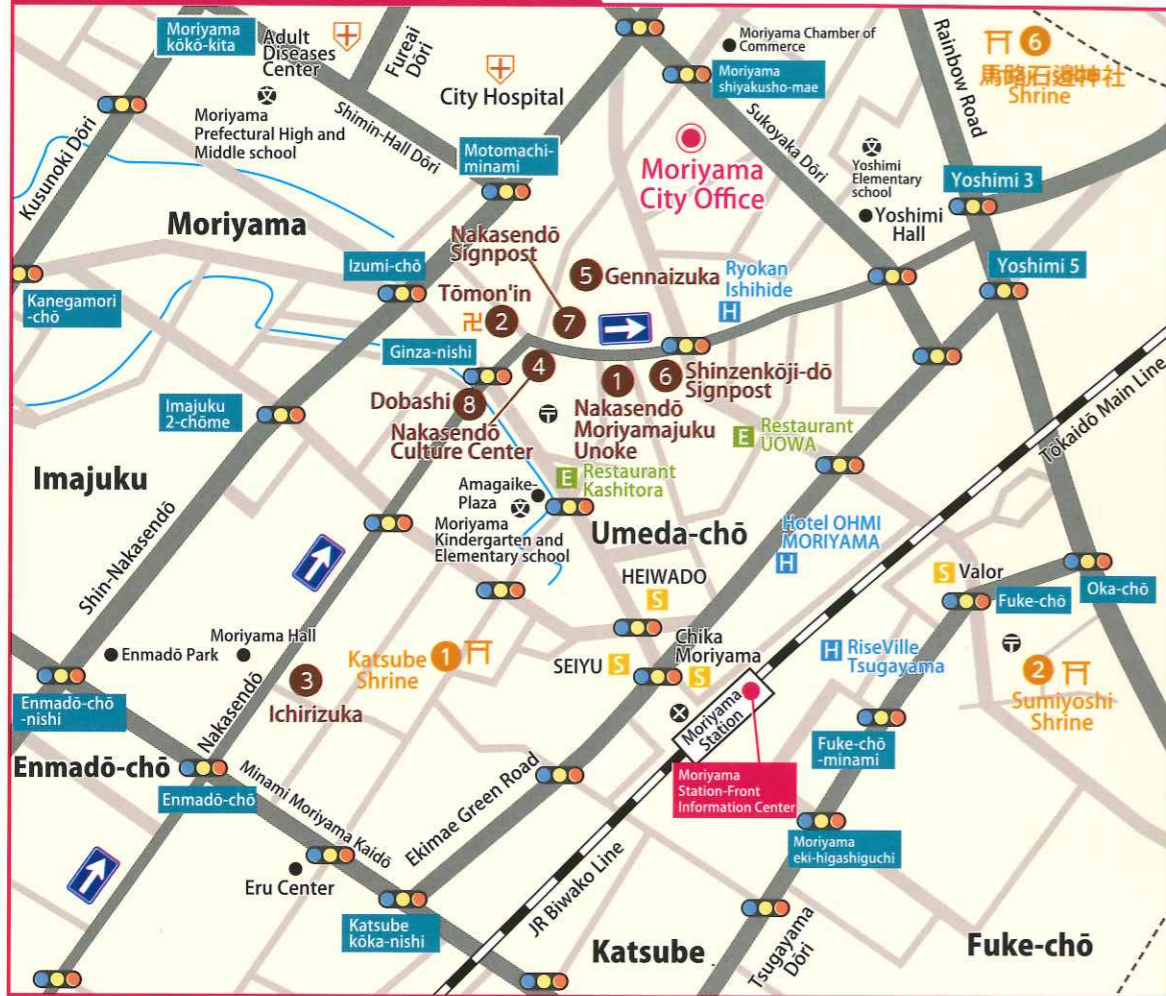 Moriyama
kōkō-kita
Adult
Diseases
Center
Fureai
Dōri
City Hospital
Moriyama Chamber of
Commerce
Moriyama
shiyakusho-mae
Rainbow Road
6
馬路石邊神社
Shrine
Kusunoki Dōri
Moriyama
Prefectural High and
Middle school
Shimin-Hall Dōri
Motomachi-
minami
Sukoyaka Dōri
Moriyama
City Office
Yoshimi
Elementary
school
Yoshimi
Hall
Yoshimi 3
Moriyama
Nakasendō
Signpost
Izumi-chō
5
Gennaizuka
Ryokan
Ishihide
H
Yoshimi 5
Kanegamori
-chō
Tōmon'in
卍
2
7
Ginza-nishi
4
1
6
Shinzenkōji-dō
Signpost
Dobashi
8
Nakasendō
Culture Center
Nakasendō
Moriyamajuku
Unoke
Imajuku
2-chōme
E
Restaurant
UOWA
Tōkaidō Main Line
Imajuku
E
Restaurant
Kashitora
Amagaike-
Plaza
Moriyama
Kindergarten and
Elementary school
Umeda-chō
Hotel OHMI
MORIYAMA
H
Shin-Nakasendō
HEIWADO
S
S
Valor
Fuke-chō
Oka-chō
Moriyama Hall
Enmadō Park
Katsube
Shrine
1
SEIYU
S
Chika
Moriyama
S
H
RiseVille
Tsugayama
2
Sumiyoshi
Shrine
3
Ichirizuka
Enmadō-chō
-nishi
Nakasendō
Moriyama
Station
Fuke-chō
-minami
Enmadō-chō
Enmadō-chō
Minami Moriyama Kaidō
Ekimae Green Road
Moriyama
Station-Front
Information Center
Moriyama
eki-higashiguchi
Eru Center
Katsube
kōka-nishi
JR Biwako Line
Katsube
Tsugayama
Dōri
Fuke-chō